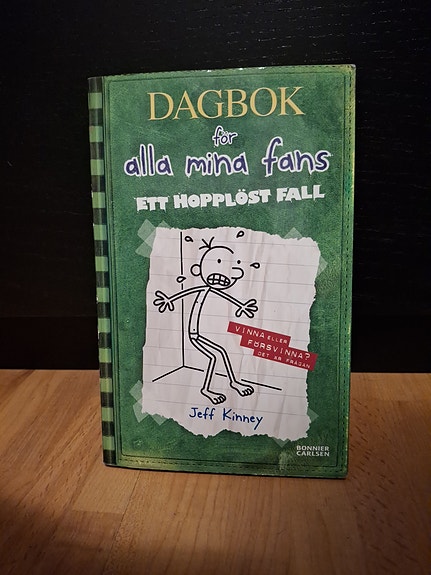 DAGBOK
för
alla mina fans
ETT HOPPLÖST FALL
VINNA ELLER
FÖRSVINNA?
DET ÄR FRÅGAN
Jeff Kinney
BONNIER
CARLSEN